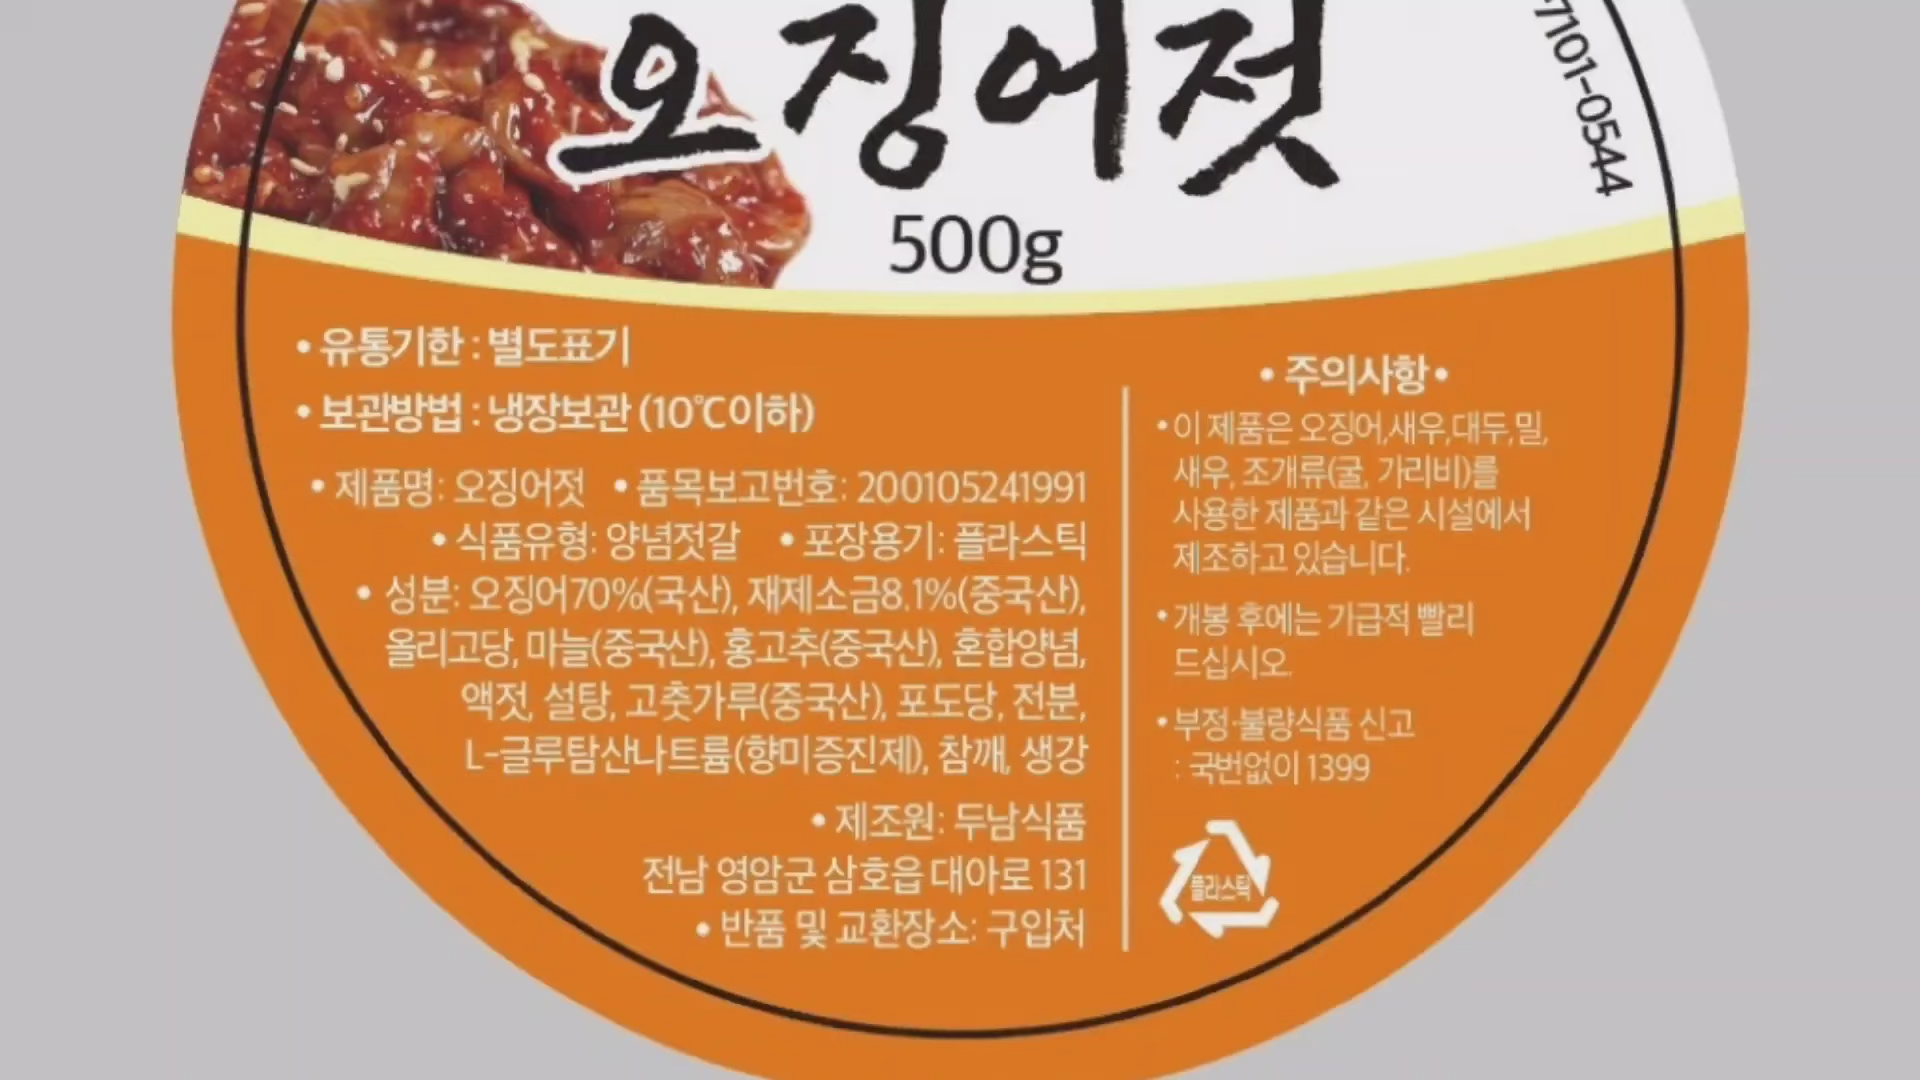 오징어젓
7101-0544
500g
• 유통기한 : 별도표기
• 보관방법 : 냉장보관 (10℃이하)
• 제품명: 오징어젓 • 품목보고번호: 200105241991
• 식품유형: 양념젓갈 • 포장용기: 플라스틱
• 성분: 오징어70%(국산), 재제소금8.1%(중국산),
올리고당, 마늘(중국산), 홍고추(중국산), 혼합양념,
액젓, 설탕, 고춧가루(중국산), 포도당, 전분,
L-글루탐산나트륨(향미증진제), 참깨, 생강
• 제조원: 두남식품
전남 영암군 삼호읍 대아로 131
• 반품 및 교환장소: 구입처
• 주의사항 •
• 이 제품은 오징어,새우,대두,밀,
새우, 조개류(굴, 가리비)를
사용한 제품과 같은 시설에서
제조하고 있습니다.
• 개봉 후에는 가급적 빨리
드십시오.
• 부정·불량식품 신고
: 국번없이 1399
플라스틱